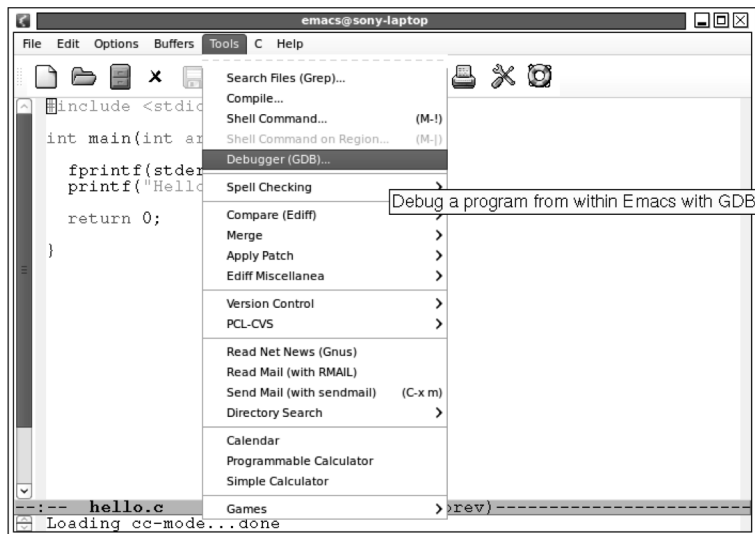 emacs@sony-laptop
File Edit Options Buffers Tools C Help
#include <stdio
int main(int ar
fprintf(stder
printf("Hello
return 0;
}
Search Files (Grep)...
Compile...
Shell Command... (M-!)
Shell Command on Region... (M-|)
Debugger (GDB)...
Spell Checking
Debug a program from within Emacs with GDB
Compare (Ediff)
Merge
Apply Patch
Ediff Miscellanea
Version Control
PCL-CVS
Read Net News (Gnus)
Read Mail (with RMAIL)
Send Mail (with sendmail) (C-x m)
Directory Search
Calendar
Programmable Calculator
Simple Calculator
Games
--:-- hello.c brev)------------------------
Loading cc-mode...done